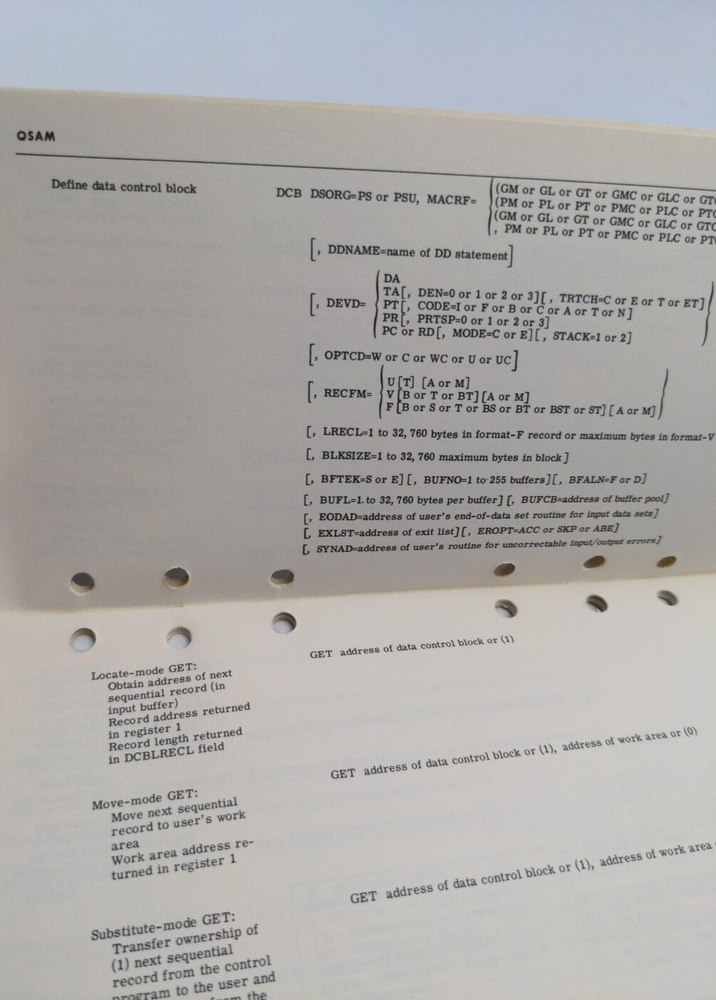 QSAM
Define data control block
DCB DSORG=PS or PSU, MACRF=
(GM or GL or GT or GMC or GLC or GTC
(PM or PL or PT or PMC or PLC or PTC
(GM or GL or GT or GMC or GLC or GTC
, PM or PL or PT or PMC or PLC or PTC
[, DDNAME=name of DD statement]
[, DEVD=
DA
TA[, DEN=0 or 1 or 2 or 3][, TRTCH=C or E or T or ET]
PT[, CODE=I or F or B or C or A or T or N]
PR[, PRTSP=0 or 1 or 2 or 3]
PC or RD[, MODE=C or E][, STACK=1 or 2]
[, OPTCD=W or C or WC or U or UC]
[, RECFM=
U[T] [A or M]
V[B or T or BT][A or M]
F[B or S or T or BS or BT or BST or ST][A or M]
[, LRECL=1 to 32,760 bytes in format-F record or maximum bytes in format-V
[, BLKSIZE=1 to 32,760 maximum bytes in block]
[, BFTEK=S or E][, BUFNO=1 to 255 buffers][, BFALN=F or D]
[, BUFL=1 to 32,760 bytes per buffer][, BUFCB=address of buffer pool]
[, EODAD=address of user's end-of-data set routine for input data sets]
[, EXLST=address of exit list][, EROPT=ACC or SKP or ABE]
[, SYNAD=address of user's routine for uncorrectable input/output errors]
Locate-mode GET:
Obtain address of next
sequential record (in
input buffer)
Record address returned
in register 1
Record length returned
in DCBLRECL field
GET address of data control block or (1)
Move-mode GET:
Move next sequential
record to user's work
area
Work area address re-
turned in register 1
GET address of data control block or (1), address of work area or (0)
Substitute-mode GET:
Transfer ownership of
(1) next sequential
record from the control
program to the user and
from the
GET address of data control block or (1), address of work area